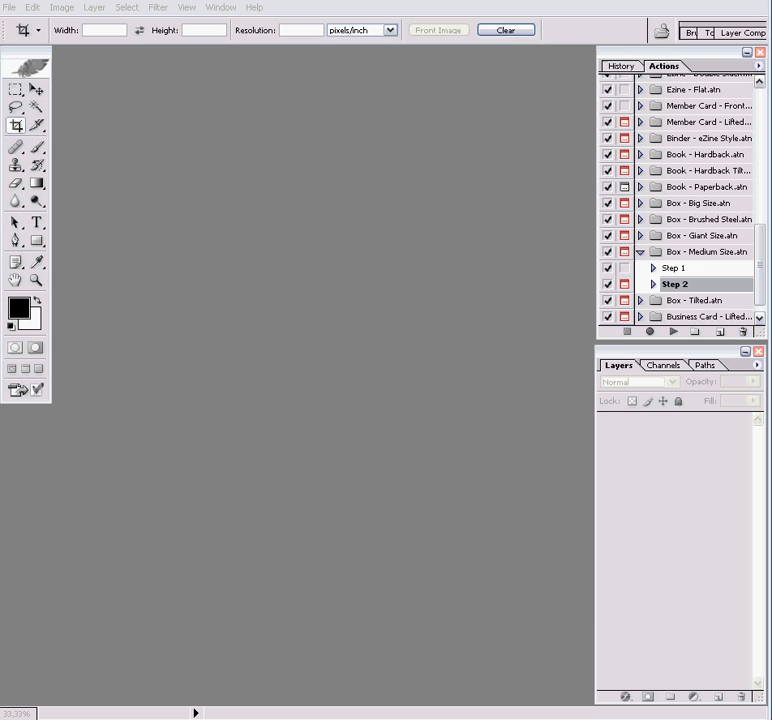 File Edit Image Layer Select Filter View Window Help
Width: Height: Resolution: pixels/inch Front Image Clear Layer Comp
History Actions
Ezine - Flat.atn
Member Card - Front...
Member Card - Lifted...
Binder - eZine Style.atn
Book - Hardback.atn
Book - Hardback Tilt...
Book - Paperback.atn
Box - Big Size.atn
Box - Brushed Steel.atn
Box - Giant Size.atn
Box - Medium Size.atn
Step 1
Step 2
Box - Tilted.atn
Business Card - Lifted...
Layers Channels Paths
Normal Opacity:
Lock: Fill:
33,33%